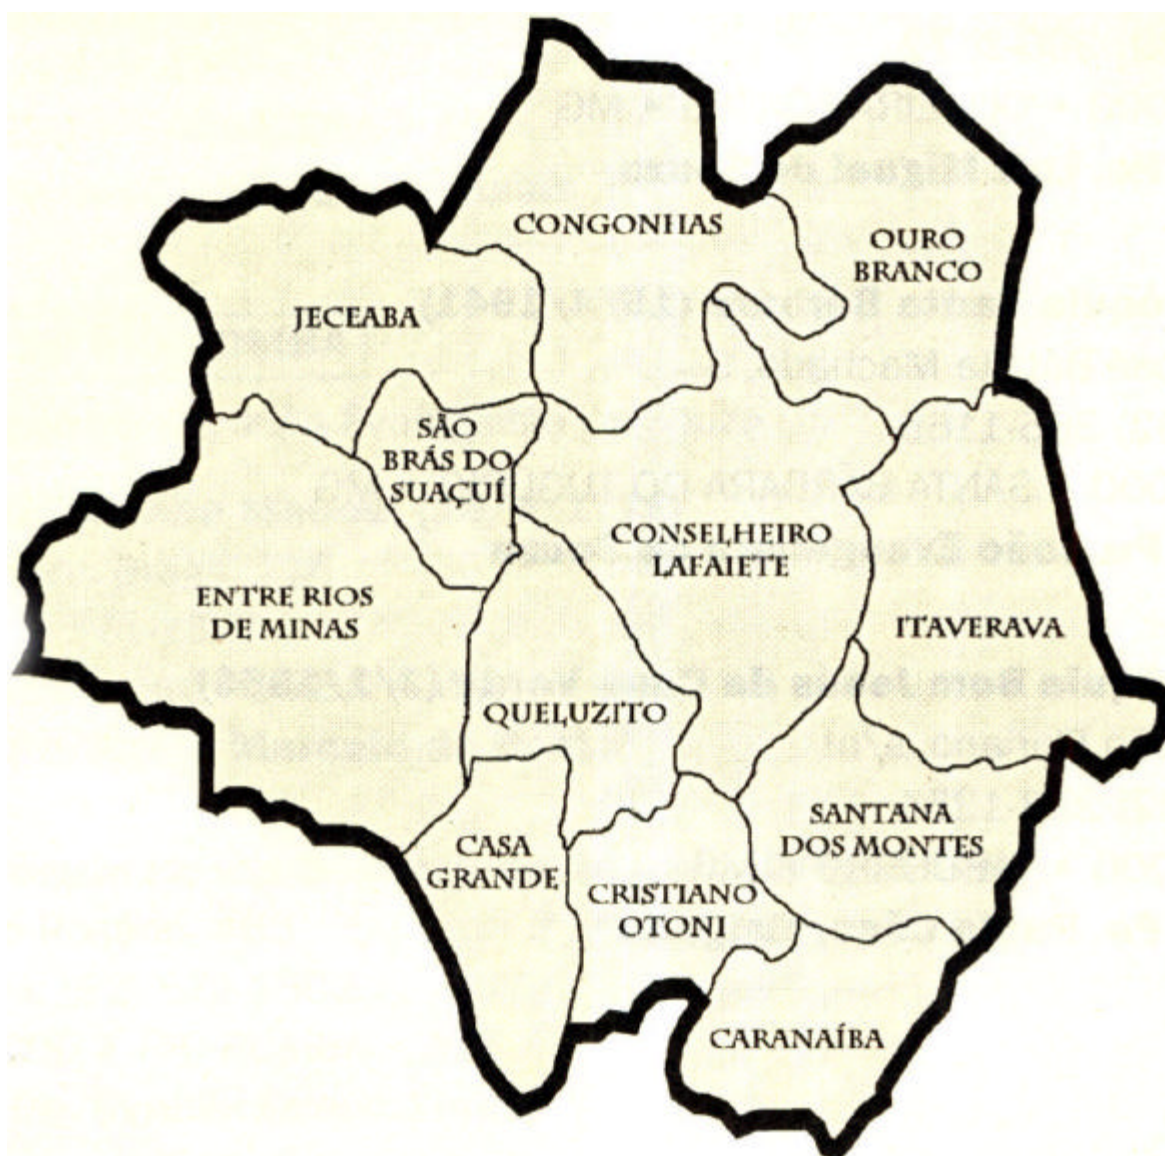 CONGONHAS
OURO
BRANCO
JECEABA
SÃO
BRÁS DO
SUAÇUÍ
CONSELHEIRO
LAFAIETE
ENTRE RIOS
DE MINAS
ITAVERAVA
QUELUZITO
SANTANA
DOS MONTES
CASA
GRANDE
CRISTIANO
OTONI
CARANAÍBA